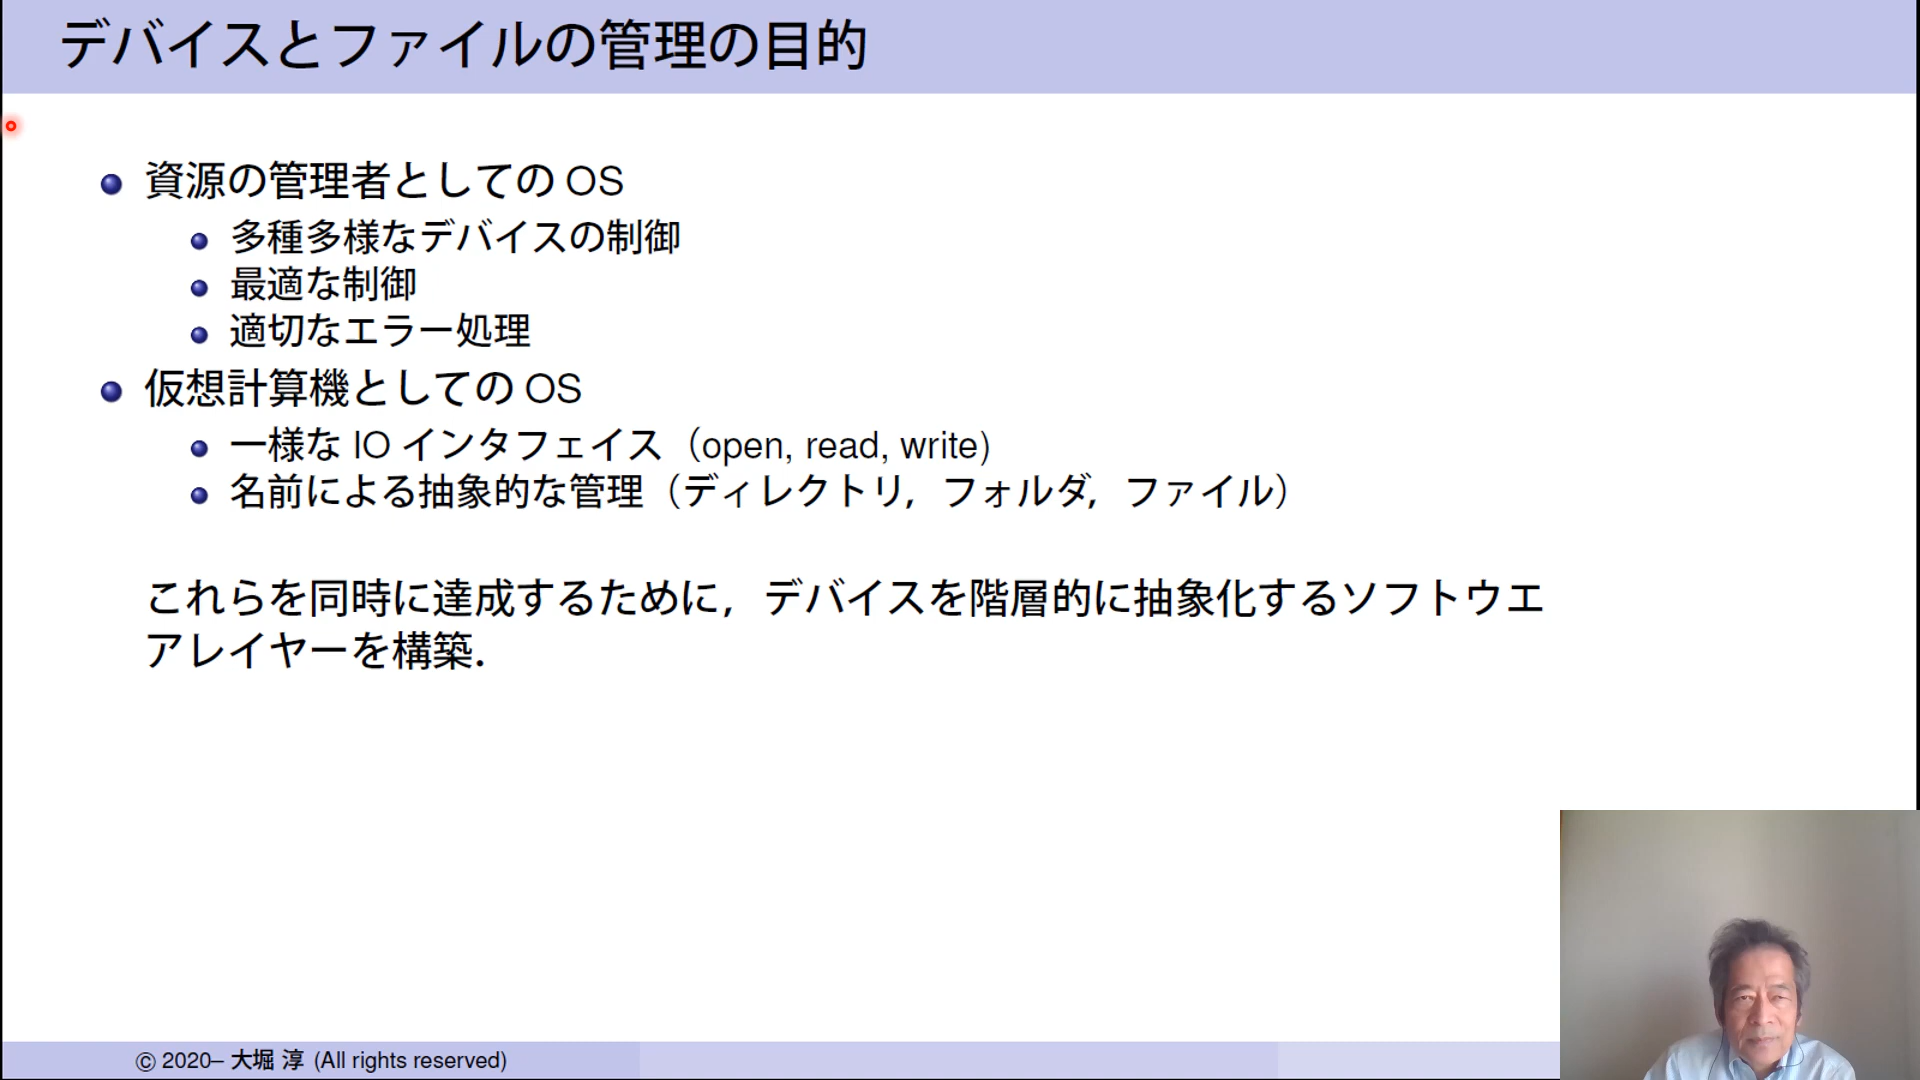 デバイスとファイルの管理の目的
資源の管理者としての OS
多種多様なデバイスの制御
最適な制御
適切なエラー処理
仮想計算機としての OS
一様な IO インタフェイス（open, read, write)
名前による抽象的な管理（ディレクトリ，フォルダ，ファイル）
これらを同時に達成するために，デバイスを階層的に抽象化するソフトウエ
アレイヤーを構築．
© 2020– 大堀 淳 (All rights reserved)